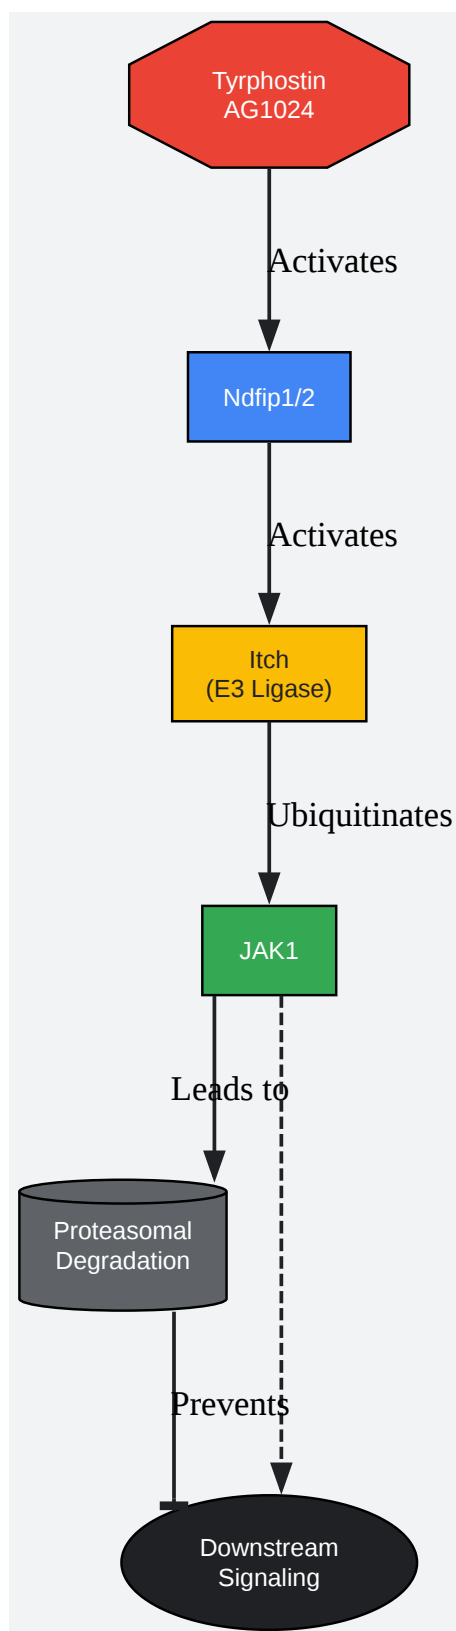 Tyrphostin
AG1024
Activates
Ndfip1/2
Activates
Itch
(E3 Ligase)
Ubiquitinates
JAK1
Leads to
Proteasomal
Degradation
Prevents
Downstream
Signaling